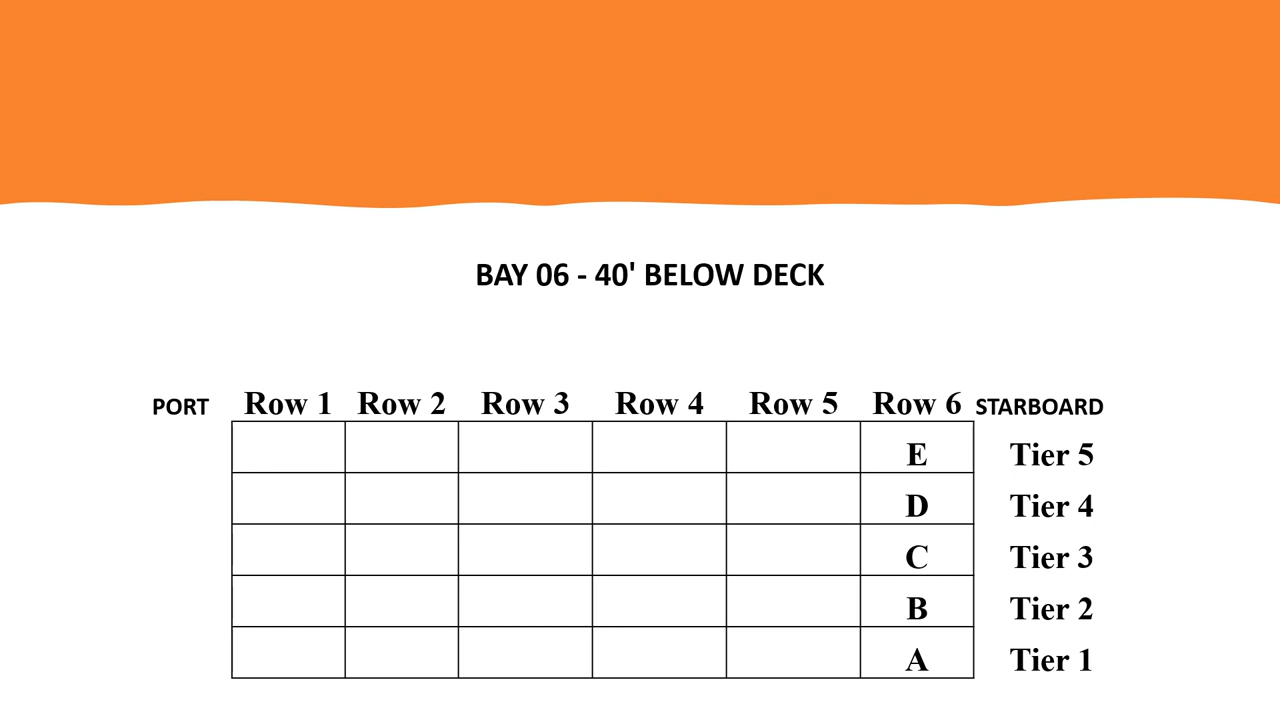 BAY 06 - 40' BELOW DECK
PORT Row 1 Row 2 Row 3 Row 4 Row 5 Row 6 STARBOARD
E Tier 5
D Tier 4
C Tier 3
B Tier 2
A Tier 1